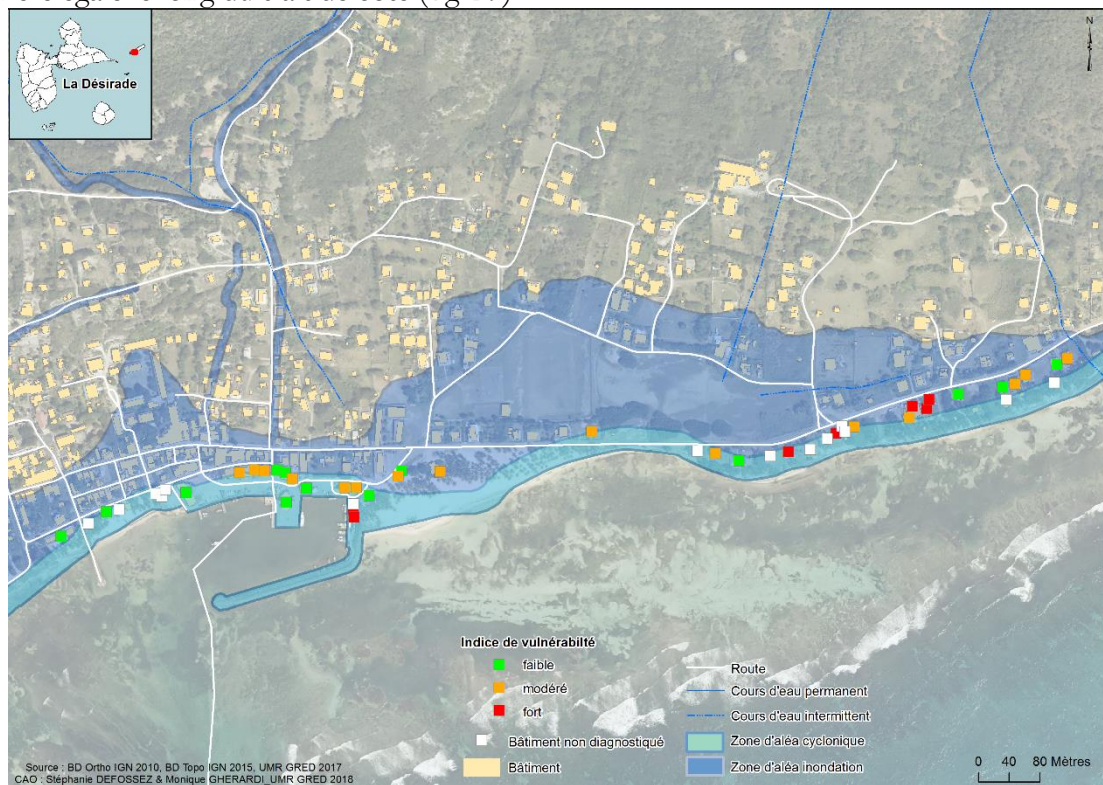 La Désirade
N
Indice de vulnérabilté
faible
modéré
fort
Bâtiment non diagnostiqué
Bâtiment
Route
Cours d'eau permanent
Cours d'eau intermittent
Zone d'aléa cyclonique
Zone d'aléa inondation
Source : BD Ortho IGN 2010, BD Topo IGN 2015, UMR GRED 2017
CAO : Stéphanie DEFOSSEZ & Monique GHERARDI_UMR GRED 2018
0 40 80 Mètres